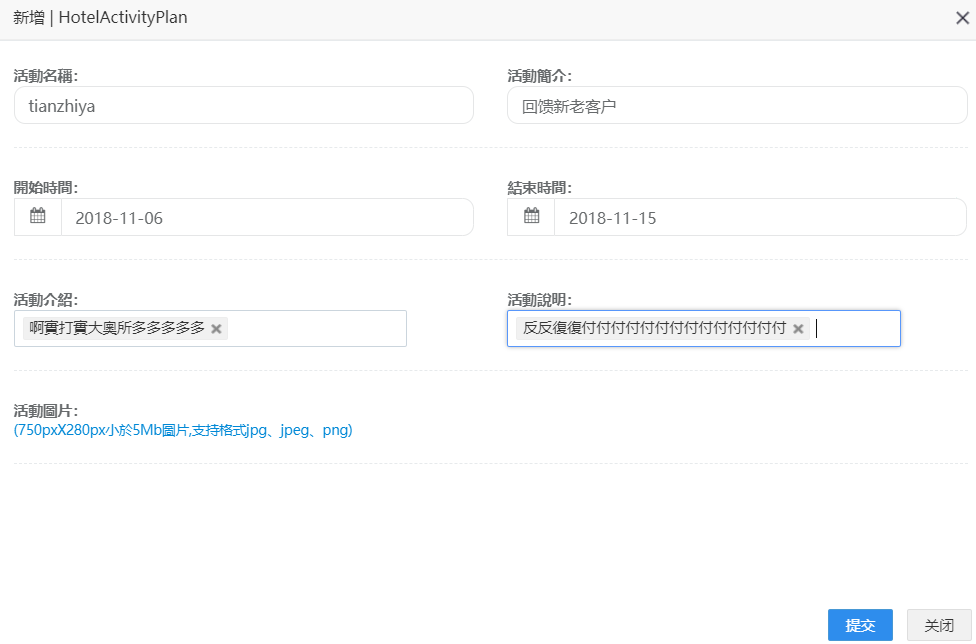 新增 | HotelActivityPlan
活動名稱: 活動簡介:
tianzhiya 回馈新老客户
開始時間: 結束時間:
2018-11-06 2018-11-15
活動介紹: 活動說明:
啊實打實大奧所多多多多多 × 反反復復付付付付付付付付付付付付付付 ×
活動圖片:
(750pxX280px小於5Mb圖片,支持格式jpg、jpeg、png)
提交 关闭